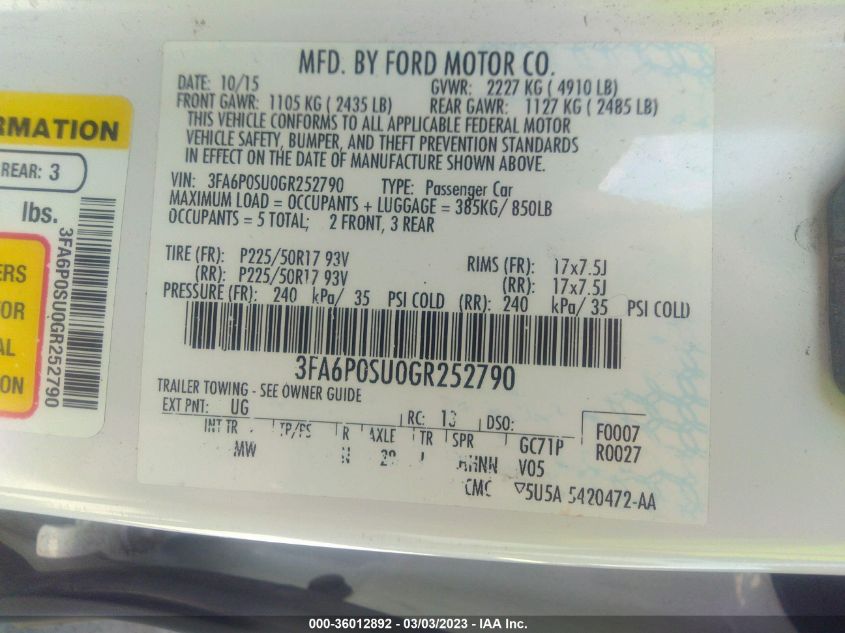 MFD. BY FORD MOTOR CO.
DATE: 10/15 GVWR: 2227 KG ( 4910 LB)
FRONT GAWR: 1105 KG ( 2435 LB) REAR GAWR: 1127 KG ( 2485 LB)
THIS VEHICLE CONFORMS TO ALL APPLICABLE FEDERAL MOTOR
VEHICLE SAFETY, BUMPER, AND THEFT PREVENTION STANDARDS
IN EFFECT ON THE DATE OF MANUFACTURE SHOWN ABOVE.
VIN: 3FA6P0SU0GR252790 TYPE: Passenger Car
MAXIMUM LOAD = OCCUPANTS + LUGGAGE = 385KG/ 850LB
OCCUPANTS = 5 TOTAL; 2 FRONT, 3 REAR
TIRE (FR): P225/50R17 93V RIMS (FR): 17x7.5J
(RR): P225/50R17 93V (RR): 17x7.5J
PRESSURE (FR): 240 kPa/ 35 PSI COLD (RR): 240 kPa/ 35 PSI COLD
3FA6P0SU0GR252790
TRAILER TOWING - SEE OWNER GUIDE
EXT PNT: UG RC: 13 DSO: F0007
INT TR TP/PS R AXLE TR SPR GC71P R0027
MW V05
CMC 5U5A 5420472-AA
RMATION
REAR: 3
lbs.
3FA6P0SU0GR252790
ERS
TOR
AL
ON
000-36012892 - 03/03/2023 - IAA Inc.